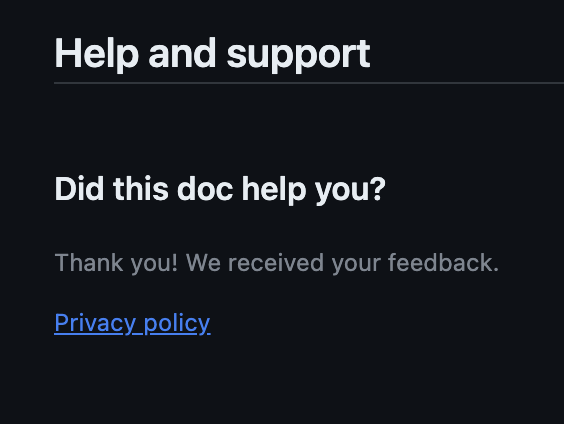 Help and support
Did this doc help you?
Thank you! We received your feedback.
Privacy policy